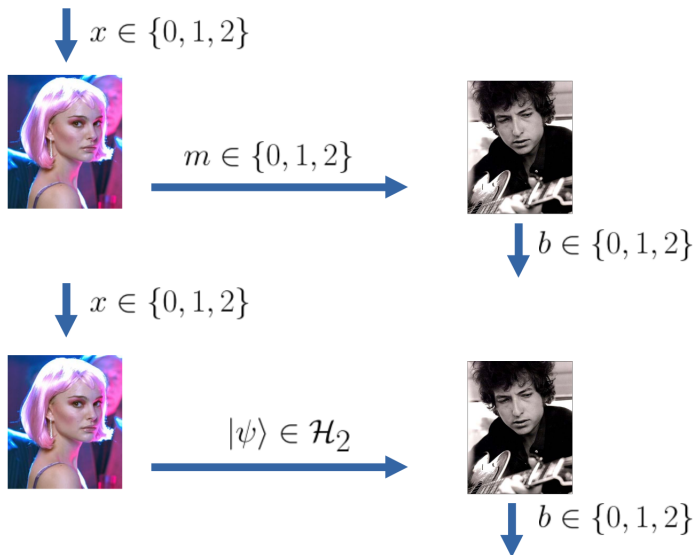 x ∈ {0, 1, 2}
m ∈ {0, 1, 2}
b ∈ {0, 1, 2}
x ∈ {0, 1, 2}
|ψ⟩ ∈ ℋ₂
b ∈ {0, 1, 2}